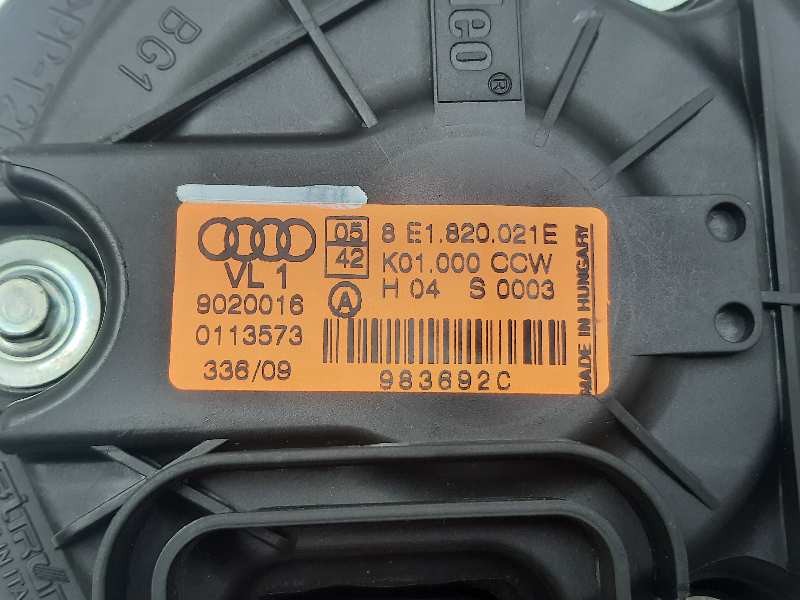 BG1
leo®
VL 1
9020016
0113573
336/09
05
42
A
8 E1.820.021E
K01.000 CCW
H 04 S 0003
983692C
MADE IN HUNGARY